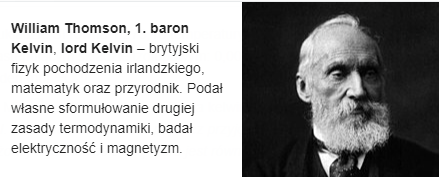 William Thomson, 1. baron
Kelvin, lord Kelvin – brytyjski
fizyk pochodzenia irlandzkiego,
matematyk oraz przyrodnik. Podał
własne sformułowanie drugiej
zasady termodynamiki, badał
elektryczność i magnetyzm.